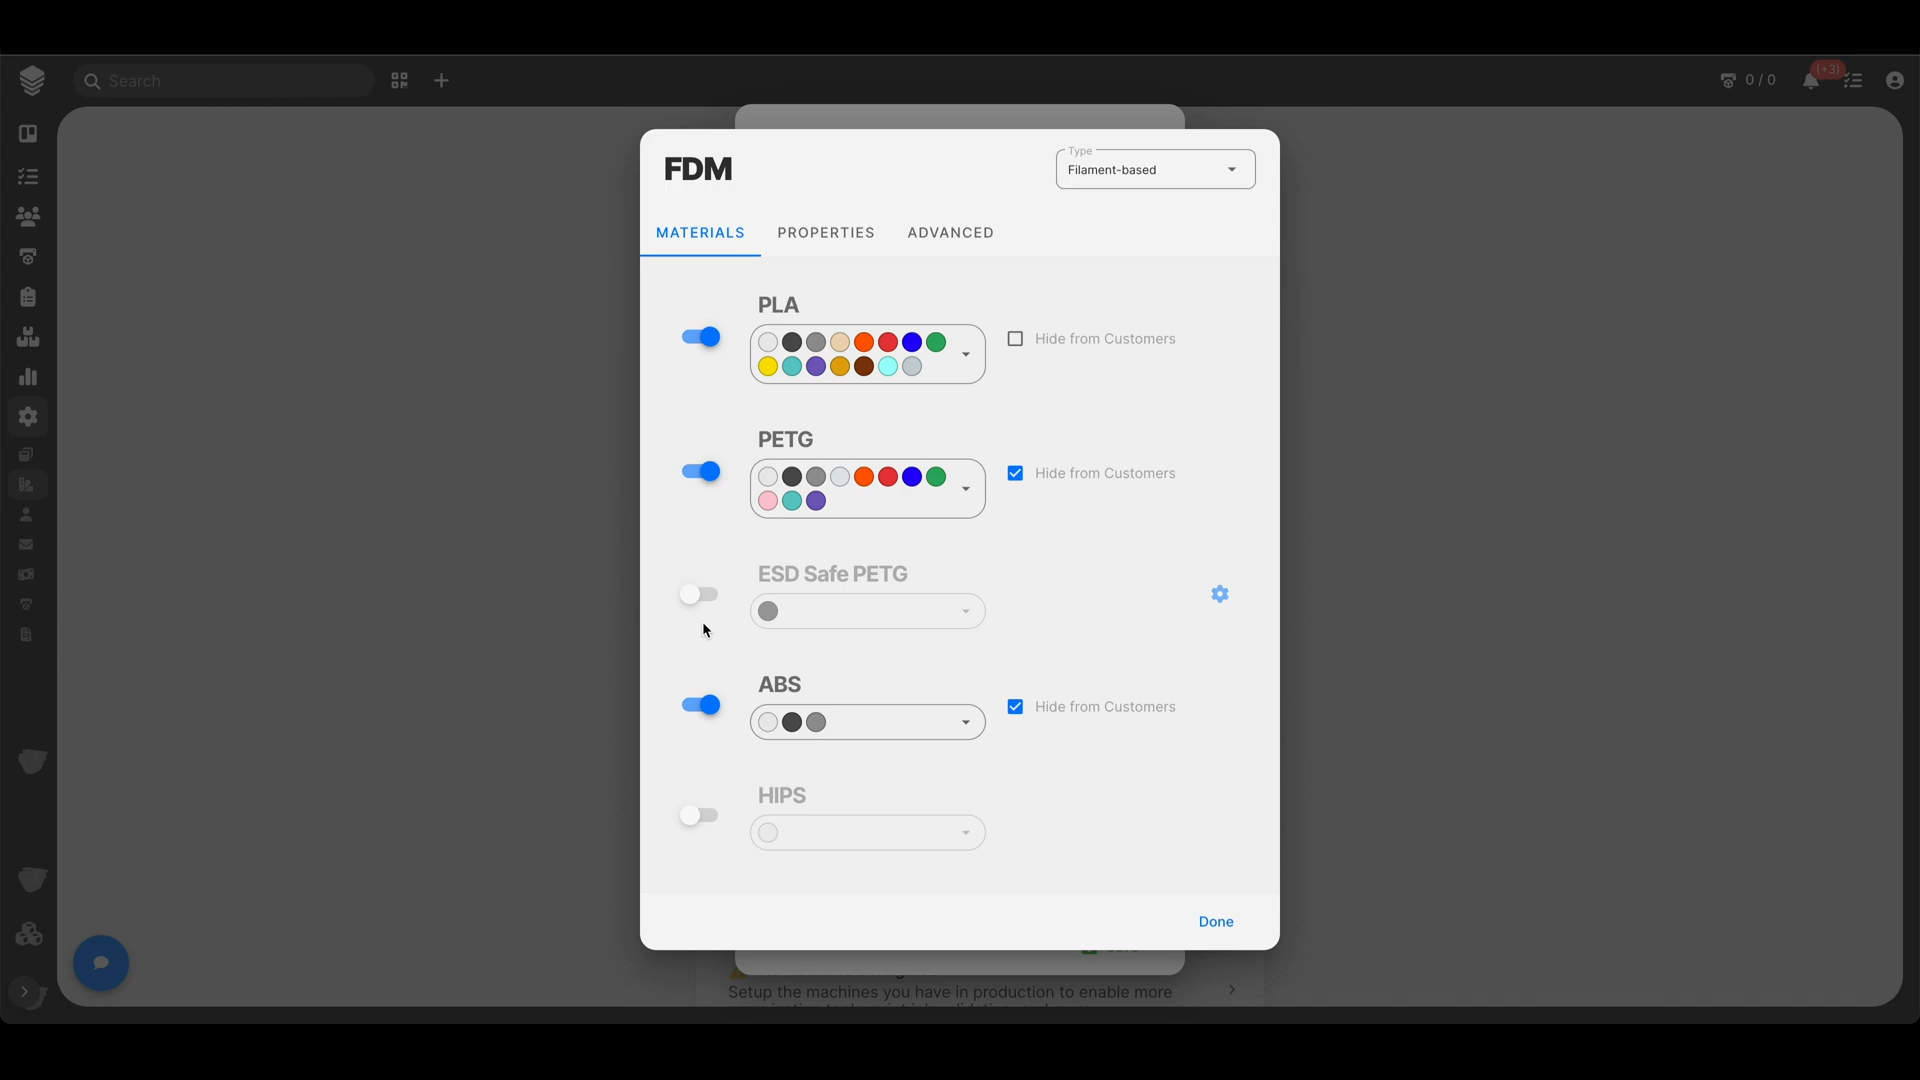 Search
0 / 0
(+3)
FDM
Type
Filament-based
MATERIALS
PROPERTIES
ADVANCED
PLA
Hide from Customers
PETG
Hide from Customers
ESD Safe PETG
ABS
Hide from Customers
HIPS
Done
Setup the machines you have in production to enable more